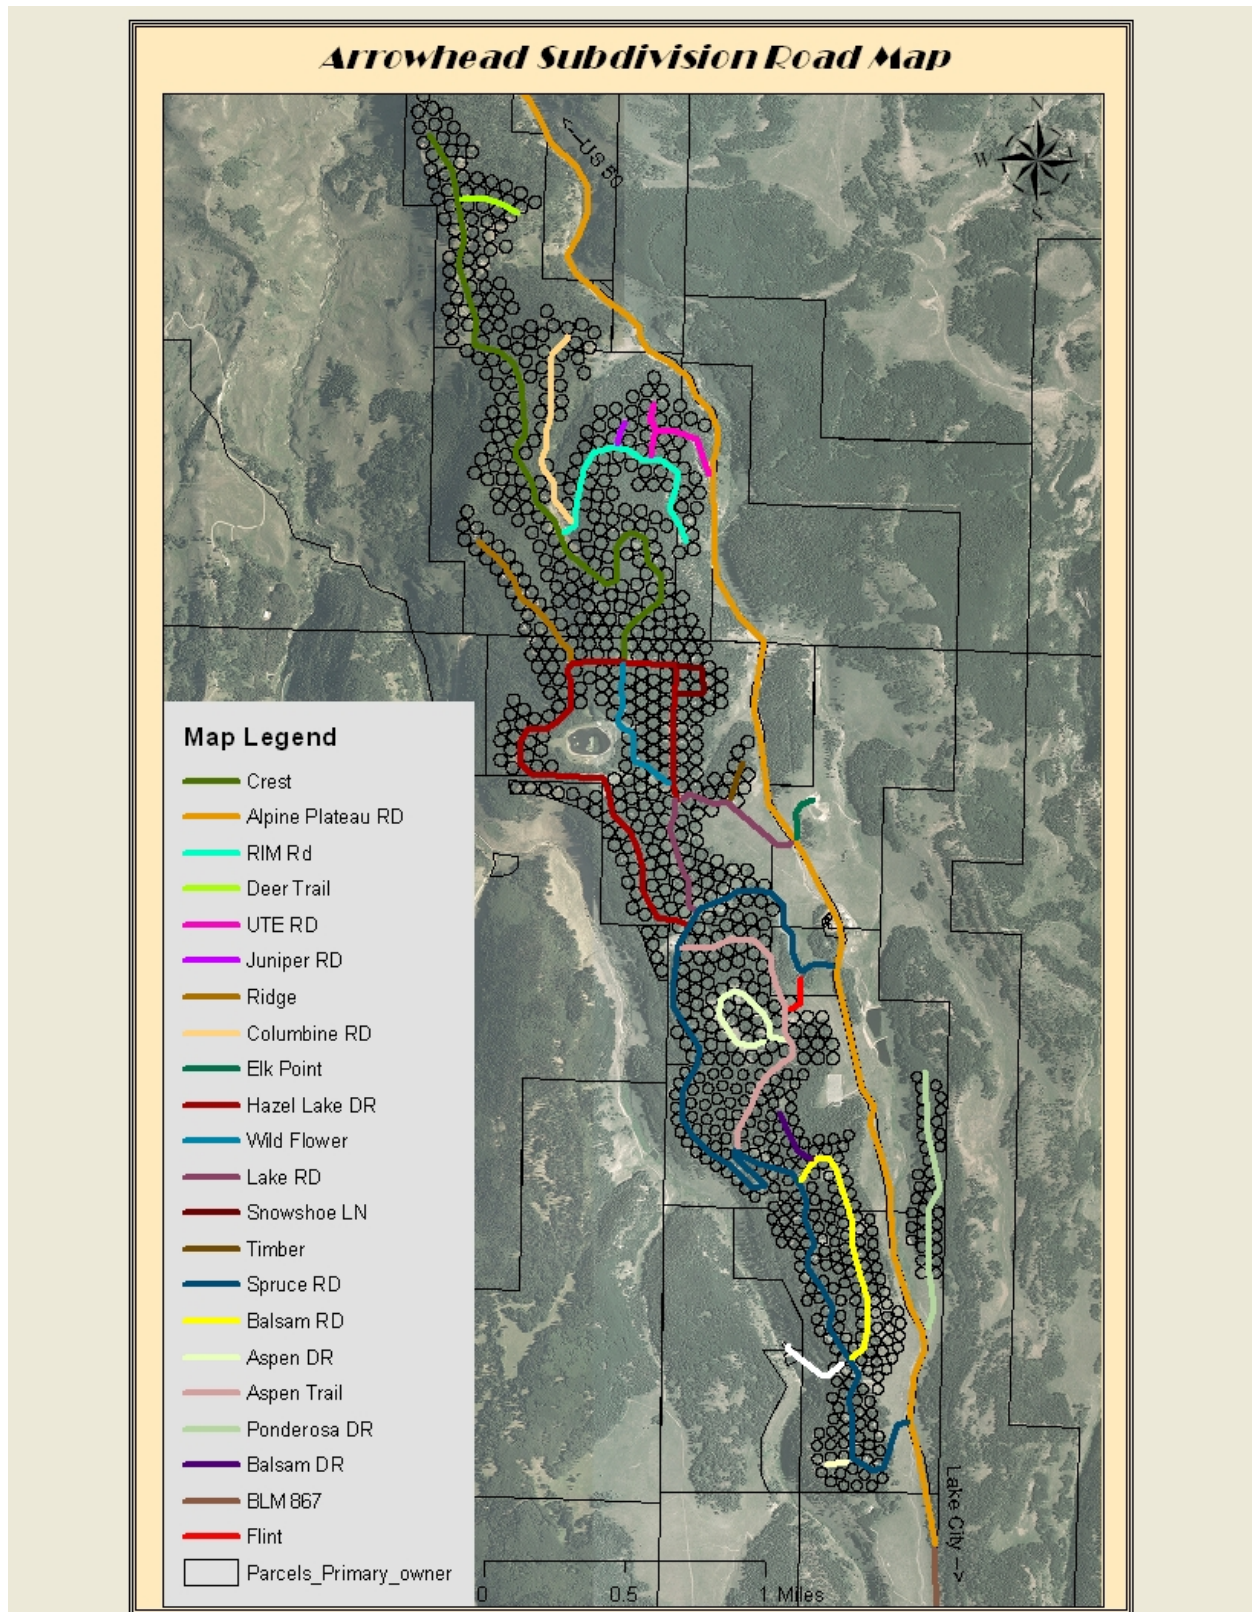 Arrowhead Subdivision Road Map
N
<--US 50
W
E
S
Map Legend
Crest
Alpine Plateau RD
RIM Rd
Deer Trail
UTE RD
Juniper RD
Ridge
Columbine RD
Elk Point
Hazel Lake DR
Wild Flower
Lake RD
Snowshoe LN
Timber
Spruce RD
Balsam RD
Aspen DR
Aspen Trail
Ponderosa DR
Balsam DR
BLM 867
Flint
Parcels_Primary_owner
Lake City -->
0
0.5
1 Miles